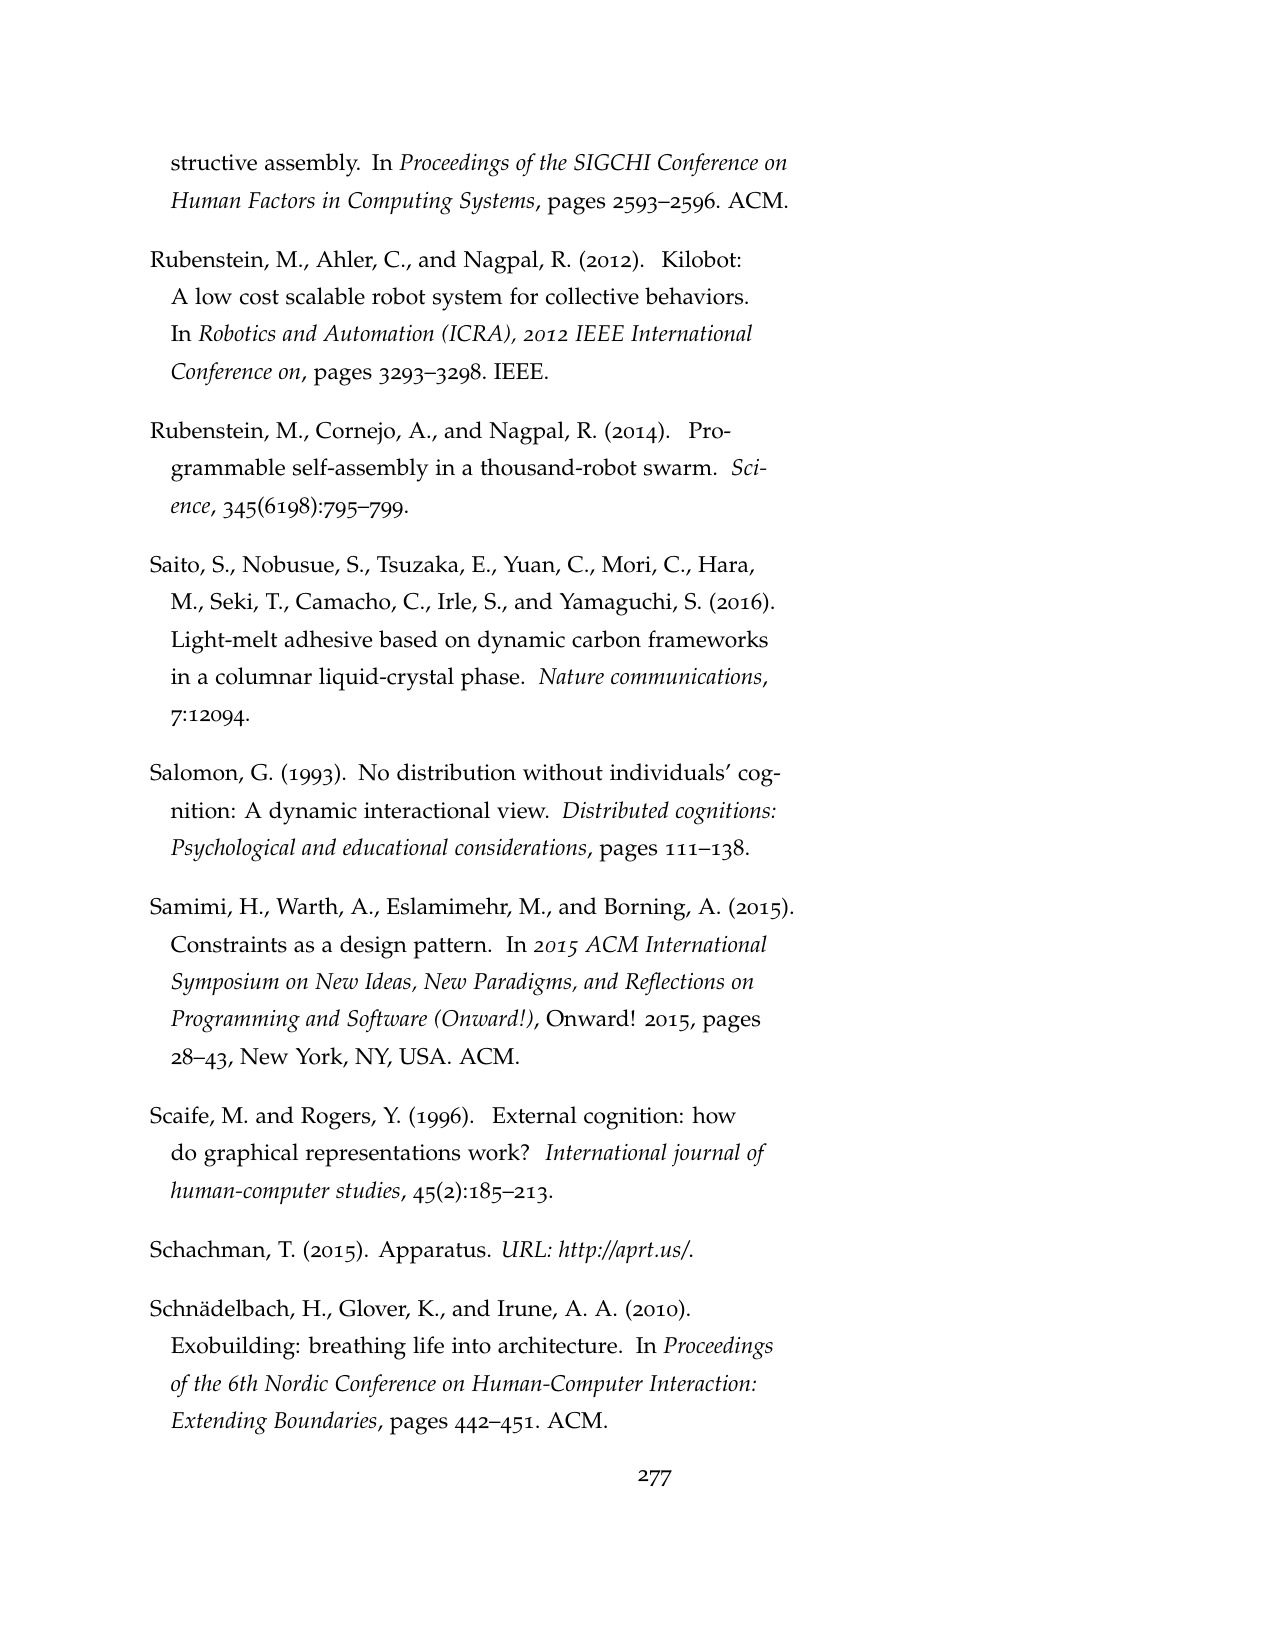 structive assembly. In Proceedings of the SIGCHI Conference on
Human Factors in Computing Systems, pages 2593–2596. ACM.
Rubenstein, M., Ahler, C., and Nagpal, R. (2012). Kilobot:
A low cost scalable robot system for collective behaviors.
In Robotics and Automation (ICRA), 2012 IEEE International
Conference on, pages 3293–3298. IEEE.
Rubenstein, M., Cornejo, A., and Nagpal, R. (2014). Pro-
grammable self-assembly in a thousand-robot swarm. Sci-
ence, 345(6198):795–799.
Saito, S., Nobusue, S., Tsuzaka, E., Yuan, C., Mori, C., Hara,
M., Seki, T., Camacho, C., Irle, S., and Yamaguchi, S. (2016).
Light-melt adhesive based on dynamic carbon frameworks
in a columnar liquid-crystal phase. Nature communications,
7:12094.
Salomon, G. (1993). No distribution without individuals’ cog-
nition: A dynamic interactional view. Distributed cognitions:
Psychological and educational considerations, pages 111–138.
Samimi, H., Warth, A., Eslamimehr, M., and Borning, A. (2015).
Constraints as a design pattern. In 2015 ACM International
Symposium on New Ideas, New Paradigms, and Reflections on
Programming and Software (Onward!), Onward! 2015, pages
28–43, New York, NY, USA. ACM.
Scaife, M. and Rogers, Y. (1996). External cognition: how
do graphical representations work? International journal of
human-computer studies, 45(2):185–213.
Schachman, T. (2015). Apparatus. URL: http://aprt.us/.
Schnädelbach, H., Glover, K., and Irune, A. A. (2010).
Exobuilding: breathing life into architecture. In Proceedings
of the 6th Nordic Conference on Human-Computer Interaction:
Extending Boundaries, pages 442–451. ACM.
277